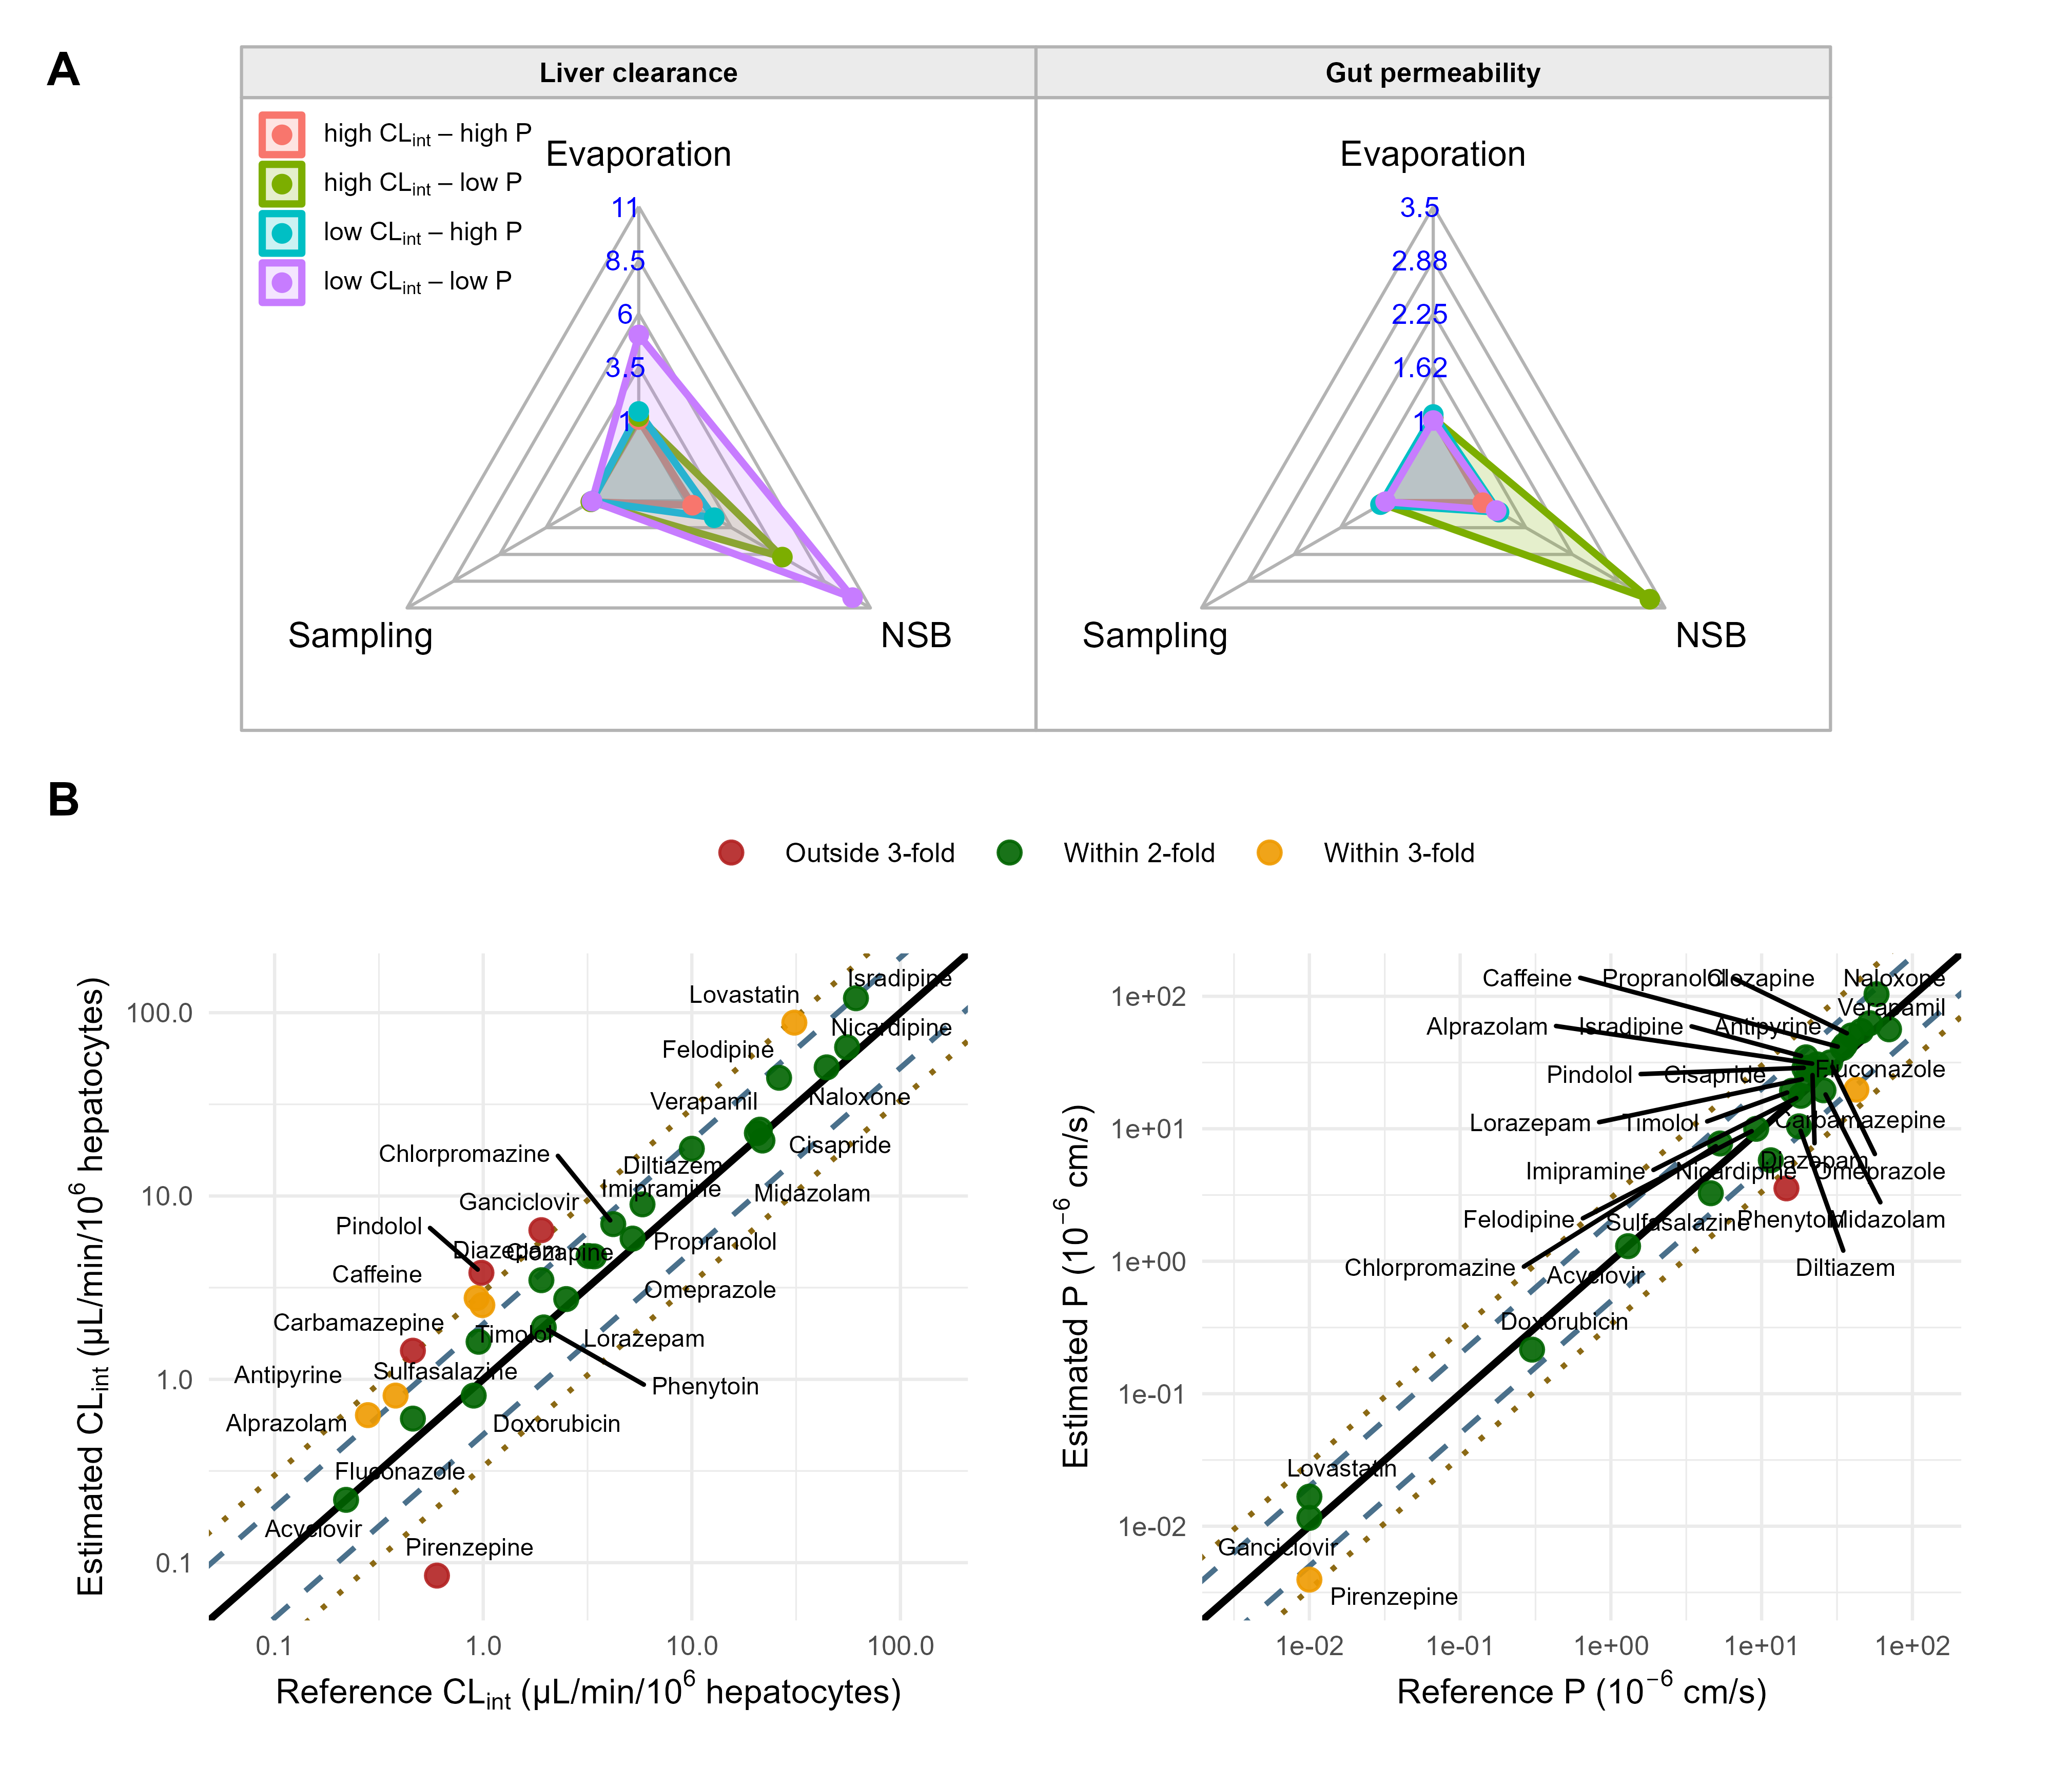 A
Liver clearance
Gut permeability
high CLint – high P
high CLint – low P
low CLint – high P
low CLint – low P
Evaporation
11
8.5
6
3.5
1
Sampling
NSB
Evaporation
3.5
2.88
2.25
1.62
1
Sampling
NSB
B
Outside 3-fold
Within 2-fold
Within 3-fold
Estimated CLint (µL/min/10⁶ hepatocytes)
100.0
10.0
1.0
0.1
Isradipine
Lovastatin
Nicardipine
Felodipine
Naloxone
Verapamil
Cisapride
Chlorpromazine
Diltiazem
Imipramine
Midazolam
Ganciclovir
Pindolol
Propranolol
Diazepam
Clozapine
Caffeine
Omeprazole
Carbamazepine
Timolol
Lorazepam
Antipyrine
Sulfasalazine
Phenytoin
Alprazolam
Doxorubicin
Fluconazole
Acyclovir
Pirenzepine
0.1
1.0
10.0
100.0
Reference CLint (µL/min/10⁶ hepatocytes)
Estimated P (10⁻⁶ cm/s)
1e+02
1e+01
1e+00
1e-01
1e-02
Caffeine
Propranolol
Clozapine
Naloxone
Verapamil
Alprazolam
Isradipine
Antipyrine
Pindolol
Cisapride
Fluconazole
Lorazepam
Timolol
Carbamazepine
Diazepam
Imipramine
Nicardipine
Omeprazole
Felodipine
Sulfasalazine
Phenytoin
Midazolam
Chlorpromazine
Acyclovir
Diltiazem
Doxorubicin
Lovastatin
Ganciclovir
Pirenzepine
1e-02
1e-01
1e+00
1e+01
1e+02
Reference P (10⁻⁶ cm/s)